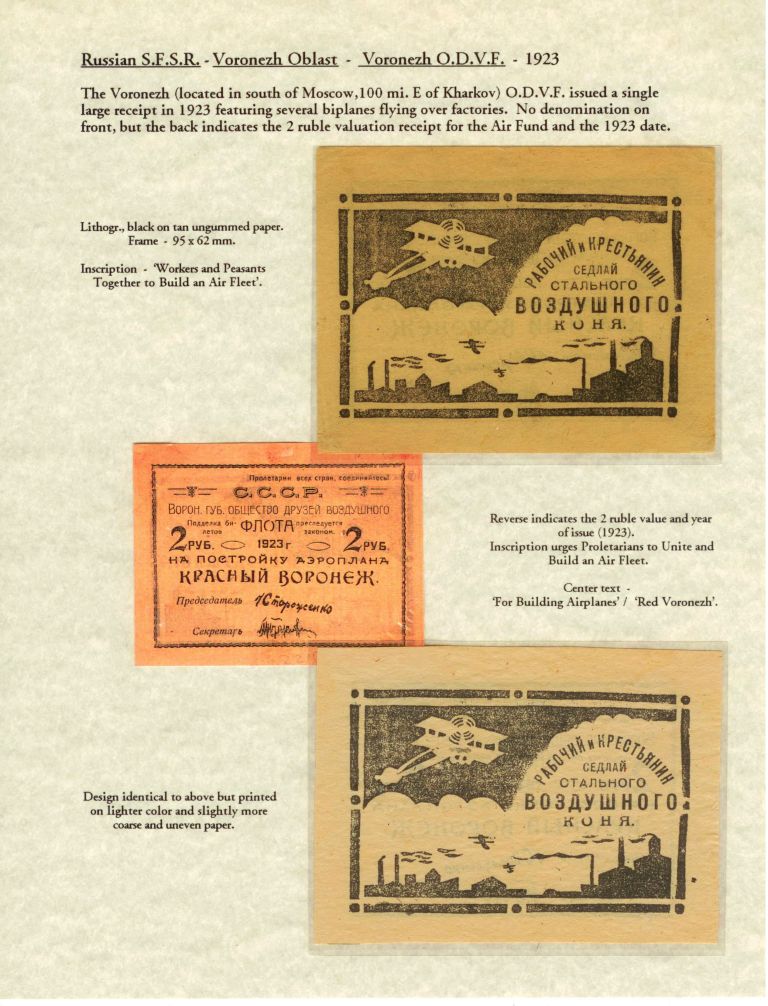 Russian S.F.S.R. - Voronezh Oblast - Voronezh O.D.V.F. - 1923
The Voronezh (located in south of Moscow,100 mi. E of Kharkov) O.D.V.F. issued a single
large receipt in 1923 featuring several biplanes flying over factories. No denomination on
front, but the back indicates the 2 ruble valuation receipt for the Air Fund and the 1923 date.
Lithogr., black on tan ungummed paper.
Frame - 95 x 62 mm.
Inscription - 'Workers and Peasants
Together to Build an Air Fleet'.
РАБОЧИЙ И КРЕСТЬЯНИН
СЕДЛАЙ
СТАЛЬНОГО
ВОЗДУШНОГО
КОНЯ.
Пролетарии всех стран, соединяйтесь!
С.С.С.Р.
ВОРОН. ГУБ. ОБЩЕСТВО ДРУЗЕЙ ВОЗДУШНОГО
Подделка би- ФЛОТА преследуется
летов законом.
2 РУБ. 1923 г. 2 РУБ.
НА ПОСТРОЙКУ АЭРОПЛАНА
КРАСНЫЙ ВОРОНЕЖ.
Председатель
Секретарь
Reverse indicates the 2 ruble value and year
of issue (1923).
Inscription urges Proletarians to Unite and
Build an Air Fleet.
Center text -
'For Building Airplanes' / 'Red Voronezh'.
РАБОЧИЙ И КРЕСТЬЯНИН
СЕДЛАЙ
СТАЛЬНОГО
ВОЗДУШНОГО
КОНЯ.
Design identical to above but printed
on lighter color and slightly more
coarse and uneven paper.